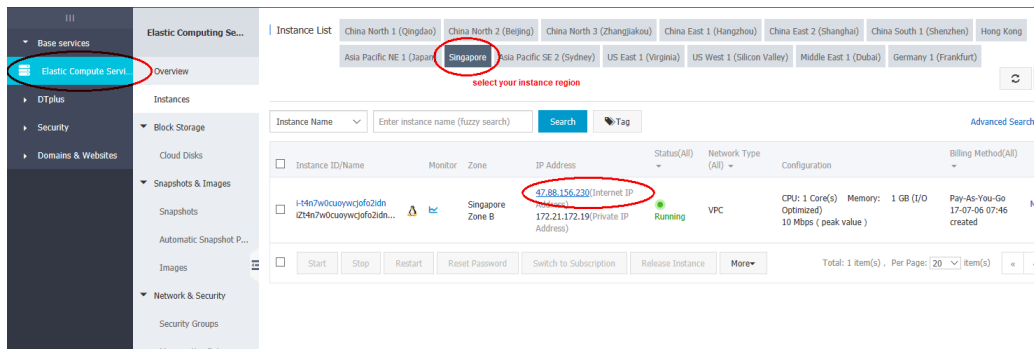 Base services
Elastic Compute Servi...
DTplus
Security
Domains & Websites
Elastic Computing Se...
Overview
Instances
Block Storage
Cloud Disks
Snapshots & Images
Snapshots
Automatic Snapshot P...
Images
Network & Security
Security Groups
Instance List
China North 1 (Qingdao) China North 2 (Beijing) China North 3 (Zhangjiakou) China East 1 (Hangzhou) China East 2 (Shanghai) China South 1 (Shenzhen) Hong Kong
Asia Pacific NE 1 (Japan) Singapore Asia Pacific SE 2 (Sydney) US East 1 (Virginia) US West 1 (Silicon Valley) Middle East 1 (Dubai) Germany 1 (Frankfurt)
select your instance region
Instance Name Enter instance name (fuzzy search) Search Tag Advanced Search
Instance ID/Name Monitor Zone IP Address Status(All) Network Type (All) Configuration Billing Method(All)
i-t4n7w0cuoywcjofo2idn
iZt4n7w0cuoywcjofo2idn...
Singapore
Zone B
47.88.156.230(Internet IP
Address)
172.21.172.19(Private IP
Address)
Running
VPC
CPU: 1 Core(s) Memory: 1 GB (I/O
Optimized)
10 Mbps ( peak value )
Pay-As-You-Go
17-07-06 07:46
created
Start Stop Restart Reset Password Switch to Subscription Release Instance More Total: 1 item(s) , Per Page: 20 item(s) «